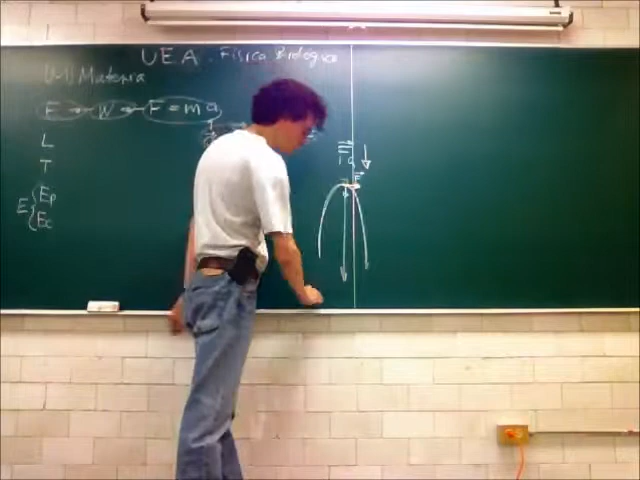 UEA. Física Biológica
(M) Materia
E → W → F = m a
L
T
E { Ep
Ec